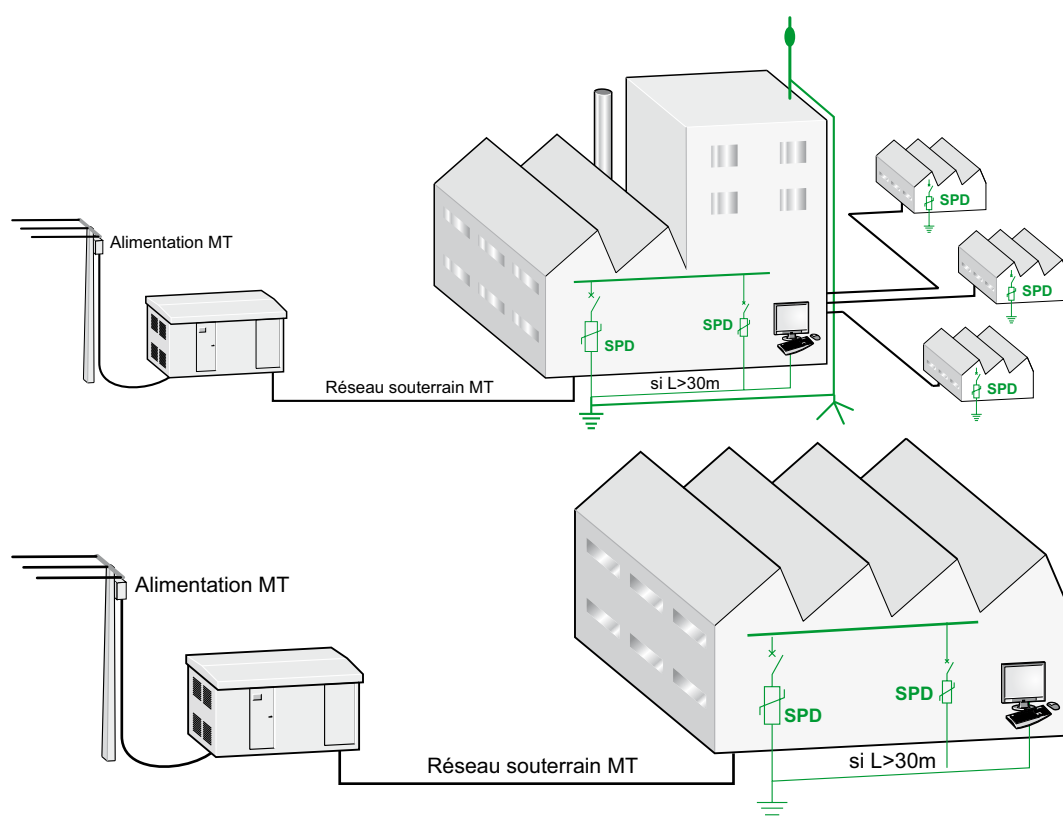 SPD
Alimentation MT
SPD
SPD
SPD
SPD
Réseau souterrain MT
si L>30m
Alimentation MT
SPD
SPD
Réseau souterrain MT
si L>30m